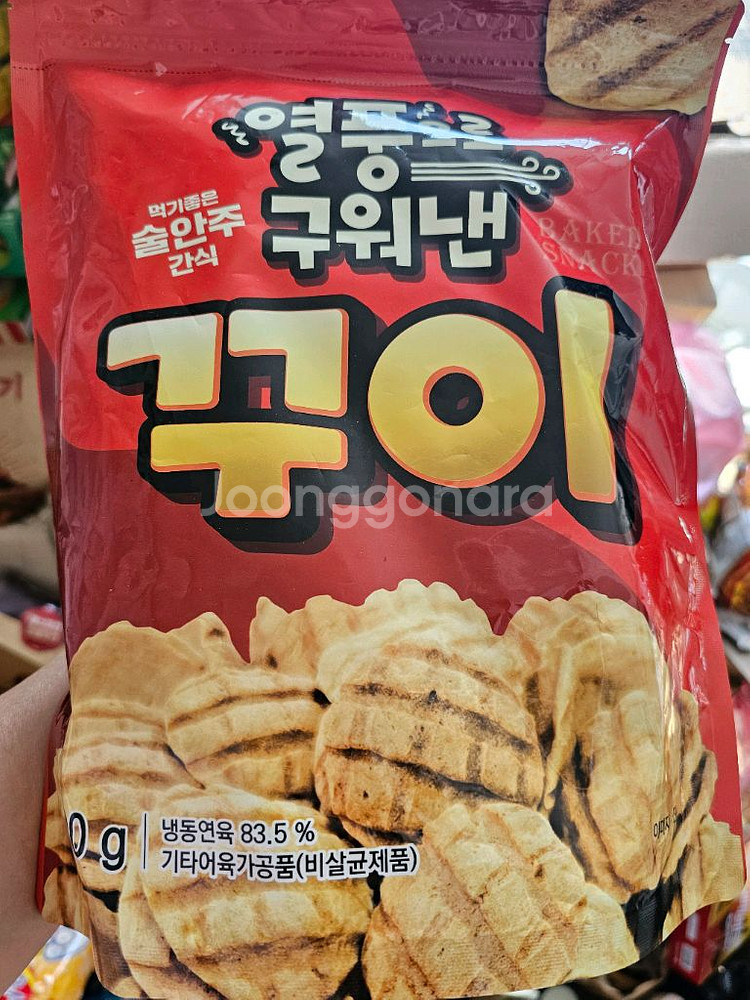 열풍으로
구워낸
먹기좋은
술안주
간식
BAKED
SNACK
꾸이
Joonggonara
0 g
냉동연육 83.5 %
기타어육가공품(비살균제품)